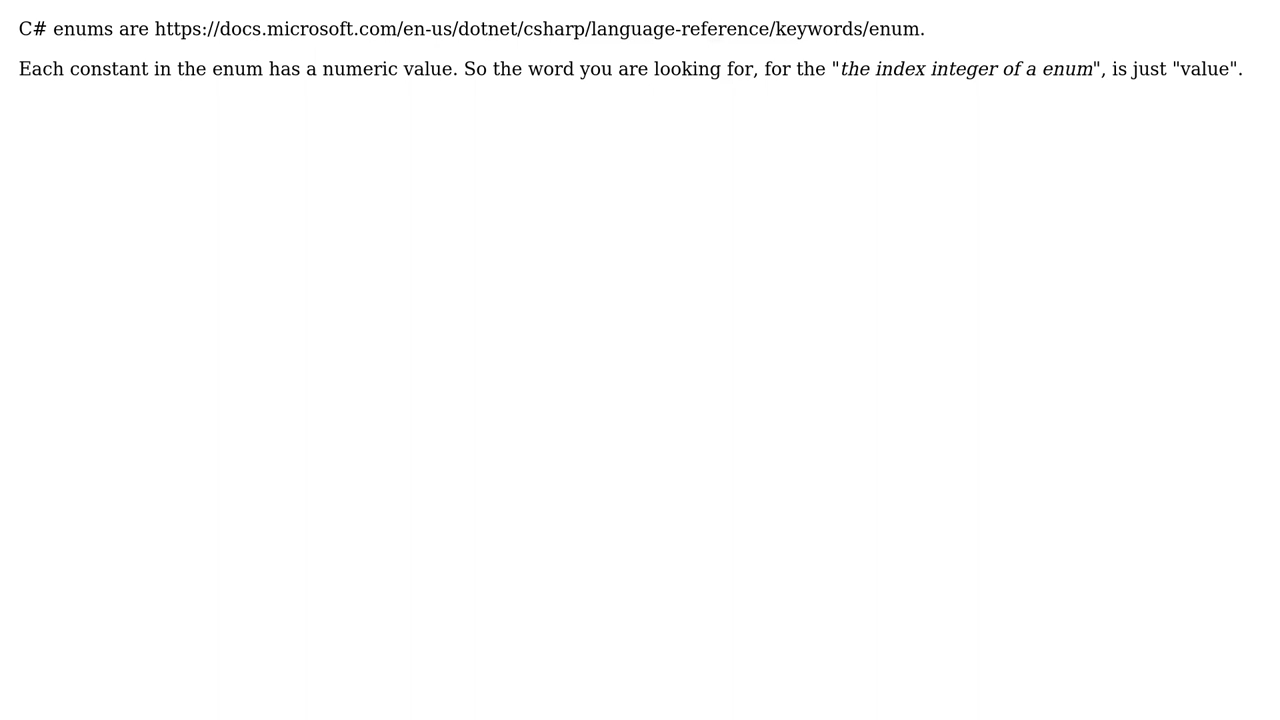 C# enums are https://docs.microsoft.com/en-us/dotnet/csharp/language-reference/keywords/enum.
Each constant in the enum has a numeric value. So the word you are looking for, for the "the index integer of a enum", is just "value".